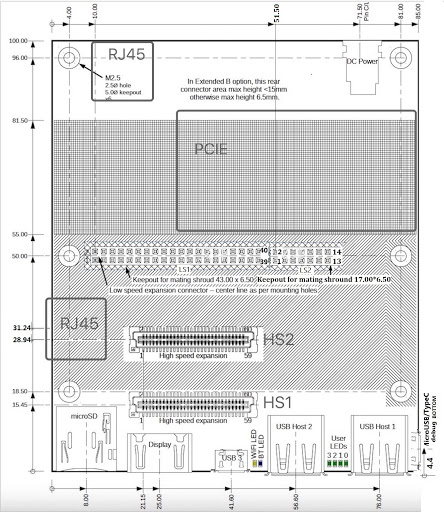 4.00
10.00
51.50
71.50
Pin C/L
81.00
85.00
100.00
96.00
RJ45
M2.5
2.5Ø hole
5.0Ø keepout
x6
DC Power
In Extended B option, this rear
connector area max height <15mm
otherwise max height 6.5mm.
81.50
PCIE
55.00
50.00
40 2 14
39 1 13
LS1 LS2
Keepout for mating shroud 43.00 x 6.50
Keepout for mating shround 17.00*6.50
Low speed expansion connector – center line as per mounting holes.
31.24
28.94
RJ45
HS2
1 High speed expansion 59
18.50
15.45
HS1
1 High speed expansion 59
microSD
Display
USB 3
WiFi LED
BT LED
USB Host 2
User
LEDs
3 2 1 0
USB Host 1
4.4
MicroUSB/TypeC
debug BOTTOM
8.00
21.15
25.00
41.60
56.60
76.00